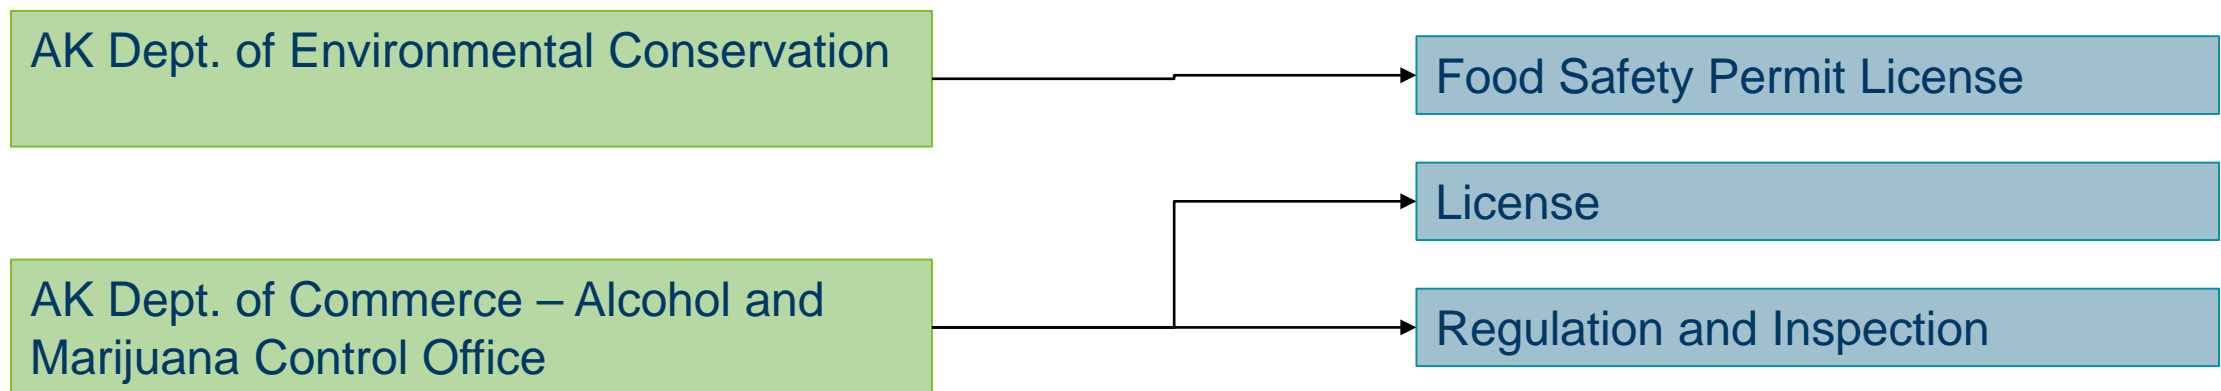 AK Dept. of Environmental Conservation
Food Safety Permit License
License
AK Dept. of Commerce – Alcohol and
Marijuana Control Office
Regulation and Inspection